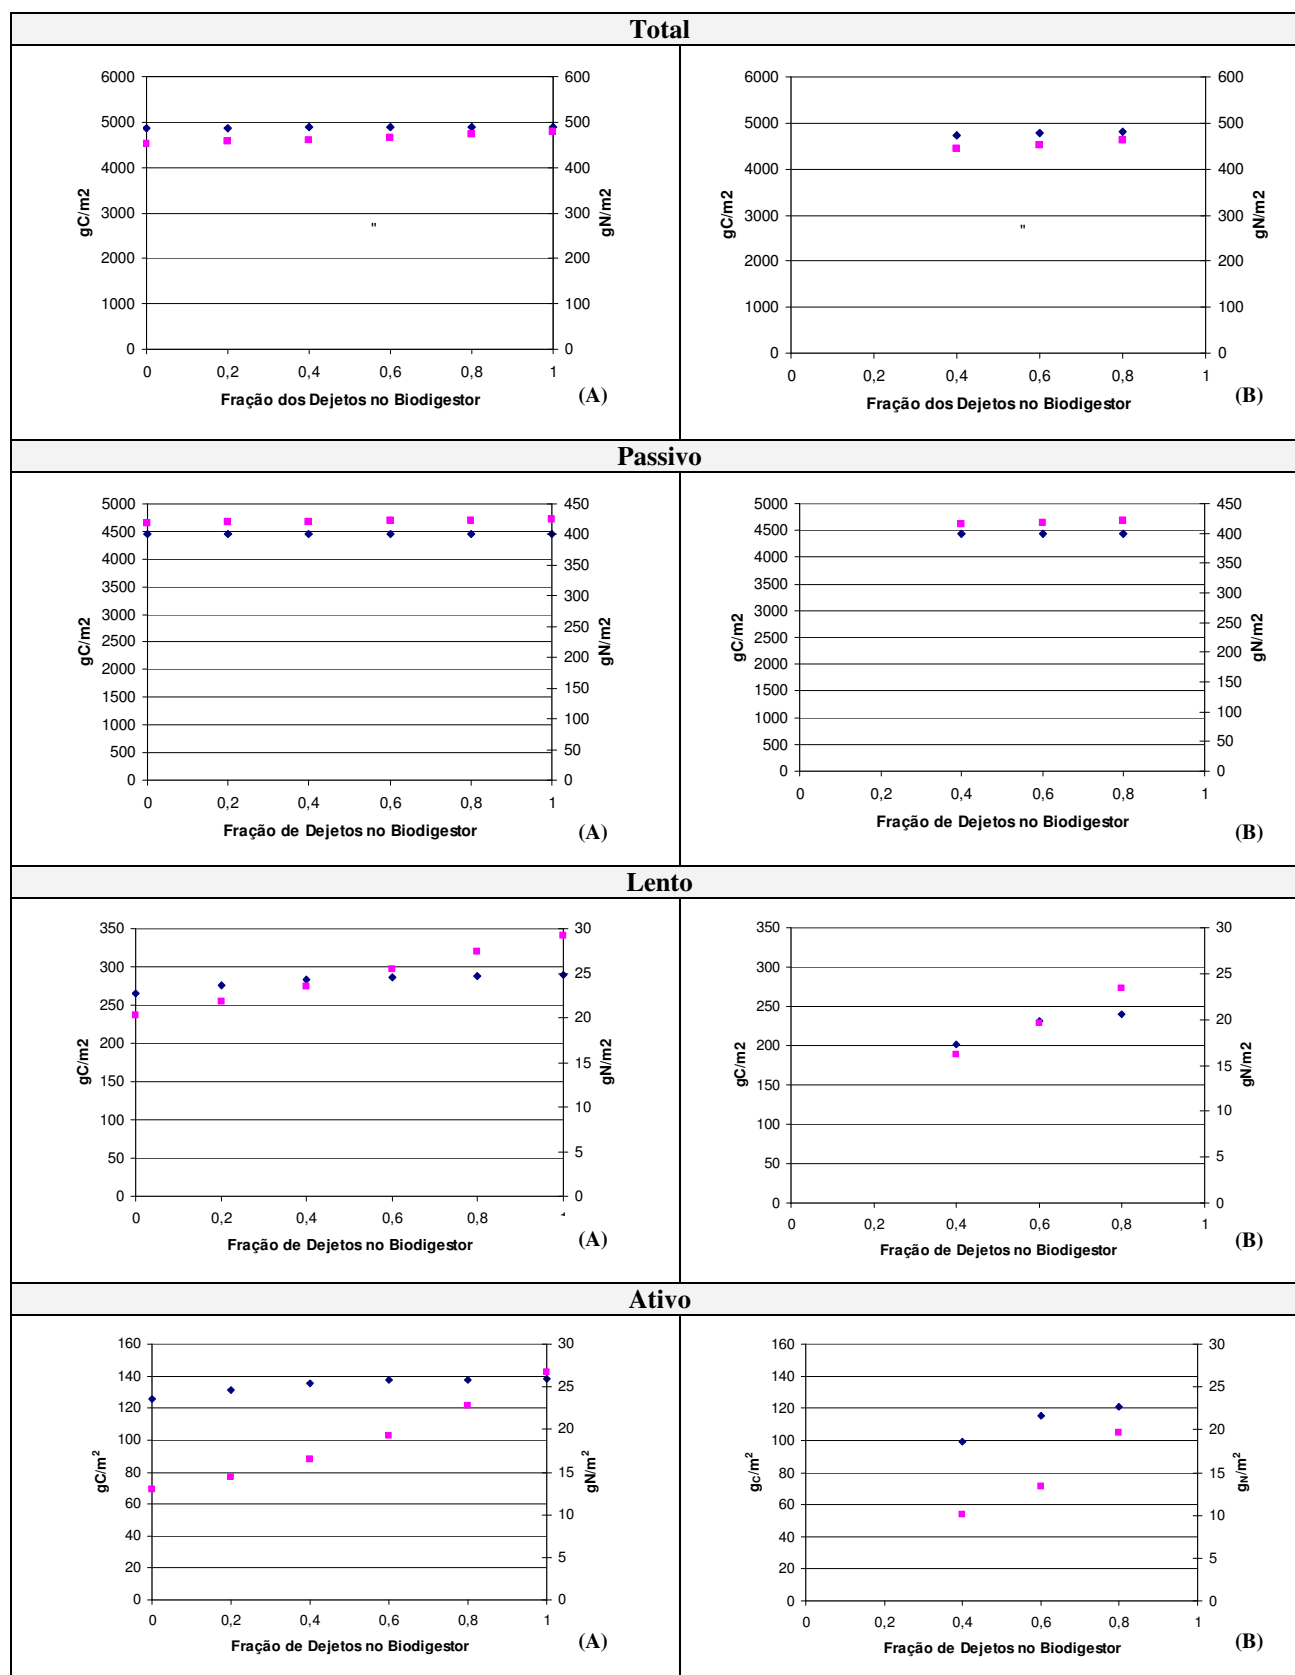 Total
6000 600
5000 500
4000 400
3000 300
2000 200
1000 100
0 0
gC/m2
gN/m2
"
0 0,2 0,4 0,6 0,8 1
Fração dos Dejetos no Biodigestor
(A)
6000 600
5000 500
4000 400
3000 300
2000 200
1000 100
0 0
gC/m2
gN/m2
"
0 0,2 0,4 0,6 0,8 1
Fração dos Dejetos no Biodigestor
(B)
Passivo
5000 450
4500 400
4000 350
3500 300
3000 250
2500 200
2000 150
1500 100
1000 50
500 0
0
gC/m2
gN/m2
0 0,2 0,4 0,6 0,8 1
Fração de Dejetos no Biodigestor
(A)
5000 450
4500 400
4000 350
3500 300
3000 250
2500 200
2000 150
1500 100
1000 50
500 0
0
gC/m2
gN/m2
0 0,2 0,4 0,6 0,8 1
Fração de Dejetos no Biodigestor
(B)
Lento
350 30
300 25
250 20
200 15
150 10
100 5
50 0
0
gC/m2
gN/m2
0 0,2 0,4 0,6 0,8
Fração de Dejetos no Biodigestor
(A)
350 30
300 25
250 20
200 15
150 10
100 5
50 0
0
gC/m2
gN/m2
0 0,2 0,4 0,6 0,8 1
Fração de Dejetos no Biodigestor
(B)
Ativo
160 30
140 25
120 20
100 15
80 10
60 5
40 0
20
0
gC/m²
gN/m²
0 0,2 0,4 0,6 0,8 1
Fração de Dejetos no Biodigestor
(A)
160 30
140 25
120 20
100 15
80 10
60 5
40 0
20
0
gC/m²
gN/m²
0 0,2 0,4 0,6 0,8 1
Fração de Dejetos no Biodigestor
(B)